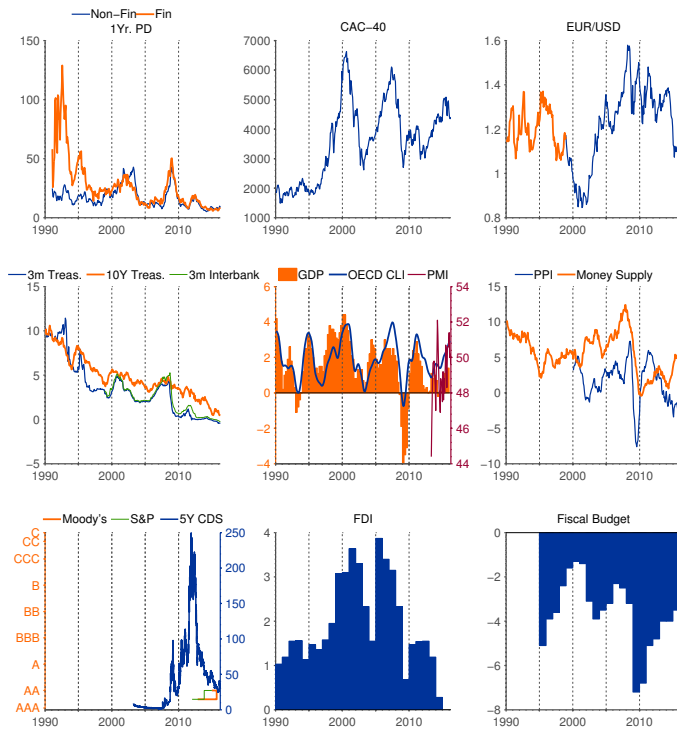 Non−Fin Fin
1Yr. PD
CAC−40
EUR/USD
150
100
50
0
1990 2000 2010
7000
6000
5000
4000
3000
2000
1000
1990 2000 2010
1.6
1.4
1.2
1
0.8
1990 2000 2010
3m Treas. 10Y Treas. 3m Interbank
GDP OECD CLI PMI
PPI Money Supply
15
10
5
0
−5
1990 2000 2010
6
4
2
0
−2
−4
54
52
50
48
46
44
1990 2000 2010
15
10
5
0
−5
−10
1990 2000 2010
Moody's S&P 5Y CDS
FDI
Fiscal Budget
C
CC
CCC
B
BB
BBB
A
AA
AAA
250
200
150
100
50
0
1990 2000 2010
4
3
2
1
0
1990 2000 2010
0
−2
−4
−6
−8
1990 2000 2010